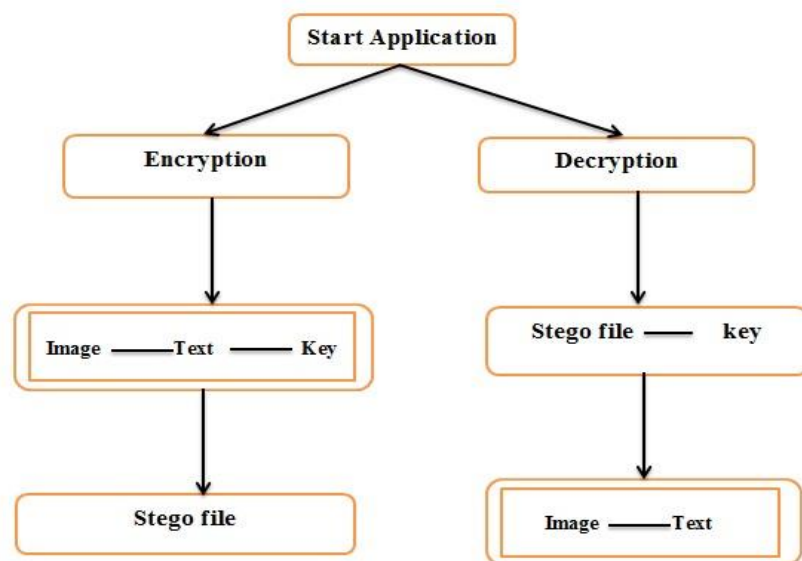 Start Application
Encryption
Decryption
Image Text Key
Stego file key
Stego file
Image Text